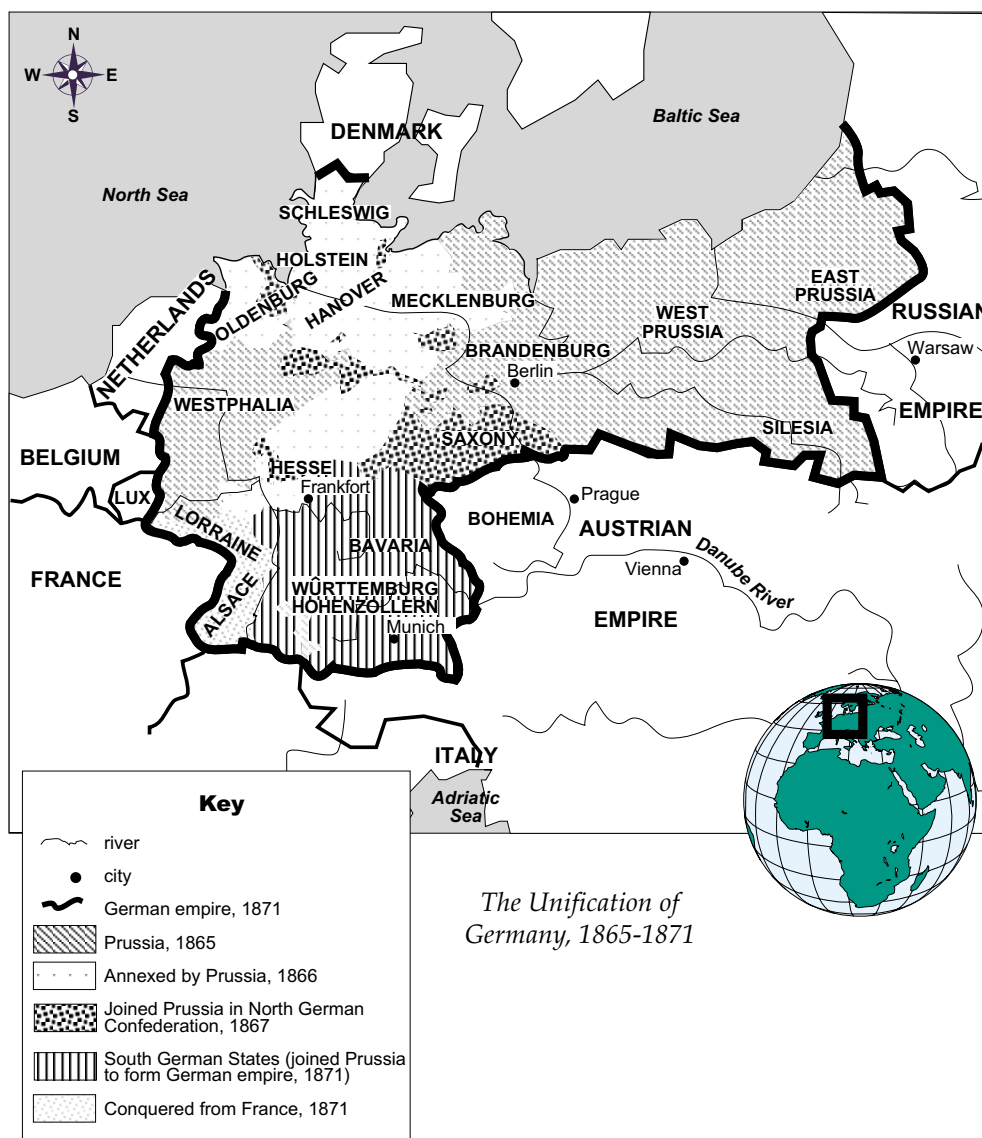 N
W E
S
DENMARK
Baltic Sea
North Sea
SCHLESWIG
HOLSTEIN
OLDENBURG
HANOVER
NETHERLANDS
MECKLENBURG
EAST
PRUSSIA
WEST
PRUSSIA
RUSSIAN
Warsaw
EMPIRE
BRANDENBURG
Berlin
WESTPHALIA
SILESIA
SAXONY
BELGIUM
LUX
HESSE
Frankfort
Prague
BOHEMIA
AUSTRIAN
LORRAINE
BAVARIA
Danube River
FRANCE
Vienna
ALSACE
WÛRTTEMBURG
HOHENZOLLERN
EMPIRE
Munich
ITALY
Adriatic
Sea
Key
river
city
German empire, 1871
Prussia, 1865
Annexed by Prussia, 1866
Joined Prussia in North German
Confederation, 1867
South German States (joined Prussia
to form German empire, 1871)
Conquered from France, 1871
The Unification of
Germany, 1865-1871